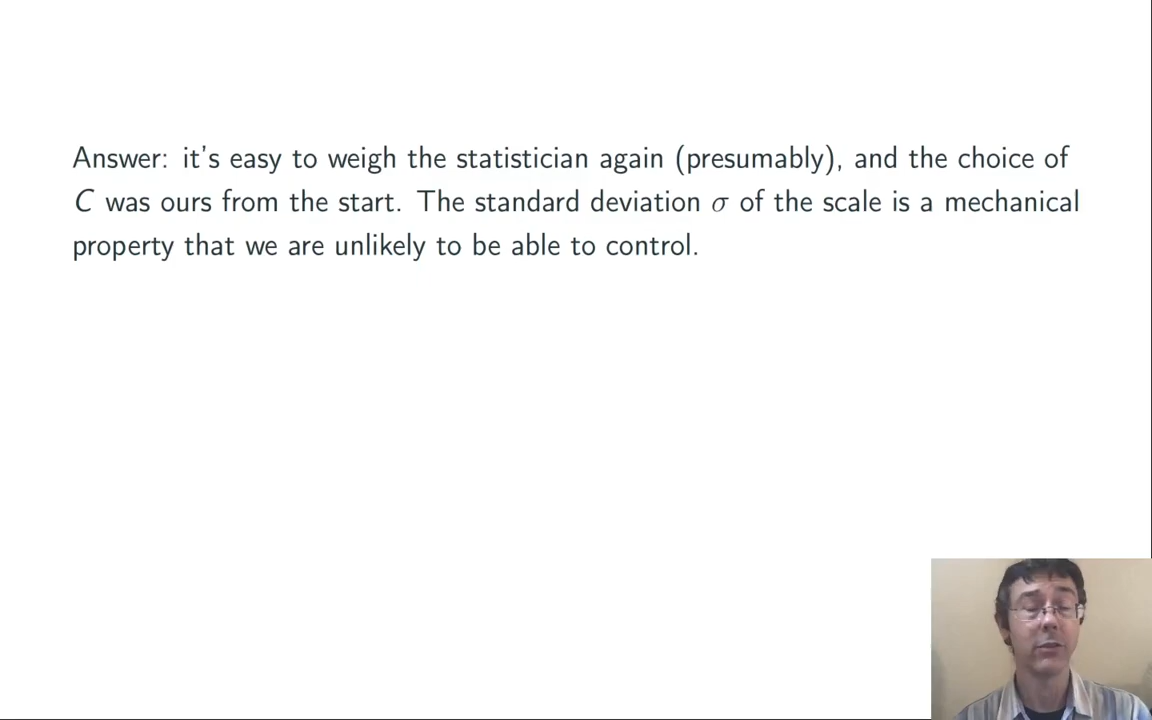 Answer: it's easy to weigh the statistician again (presumably), and the choice of
C was ours from the start. The standard deviation σ of the scale is a mechanical
property that we are unlikely to be able to control.